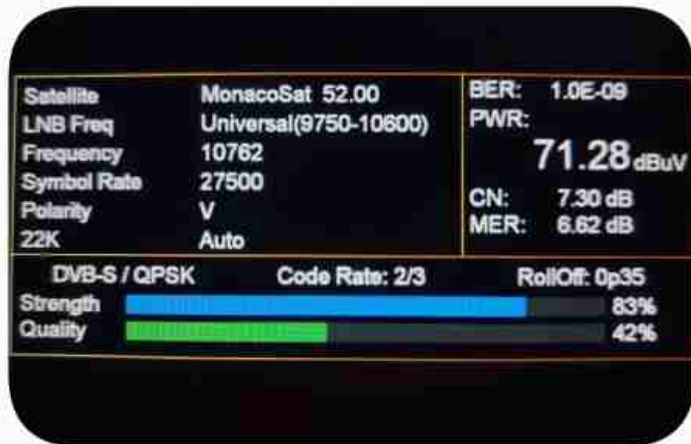 Satellite MonacoSat 52.00
LNB Freq Universal(9750-10600)
Frequency 10762
Symbol Rate 27500
Polarity V
22K Auto
BER: 1.0E-09
PWR:
71.28 dBuV
CN: 7.30 dB
MER: 6.62 dB
DVB-S / QPSK Code Rate: 2/3 RollOff: 0p35
Strength 83%
Quality 42%